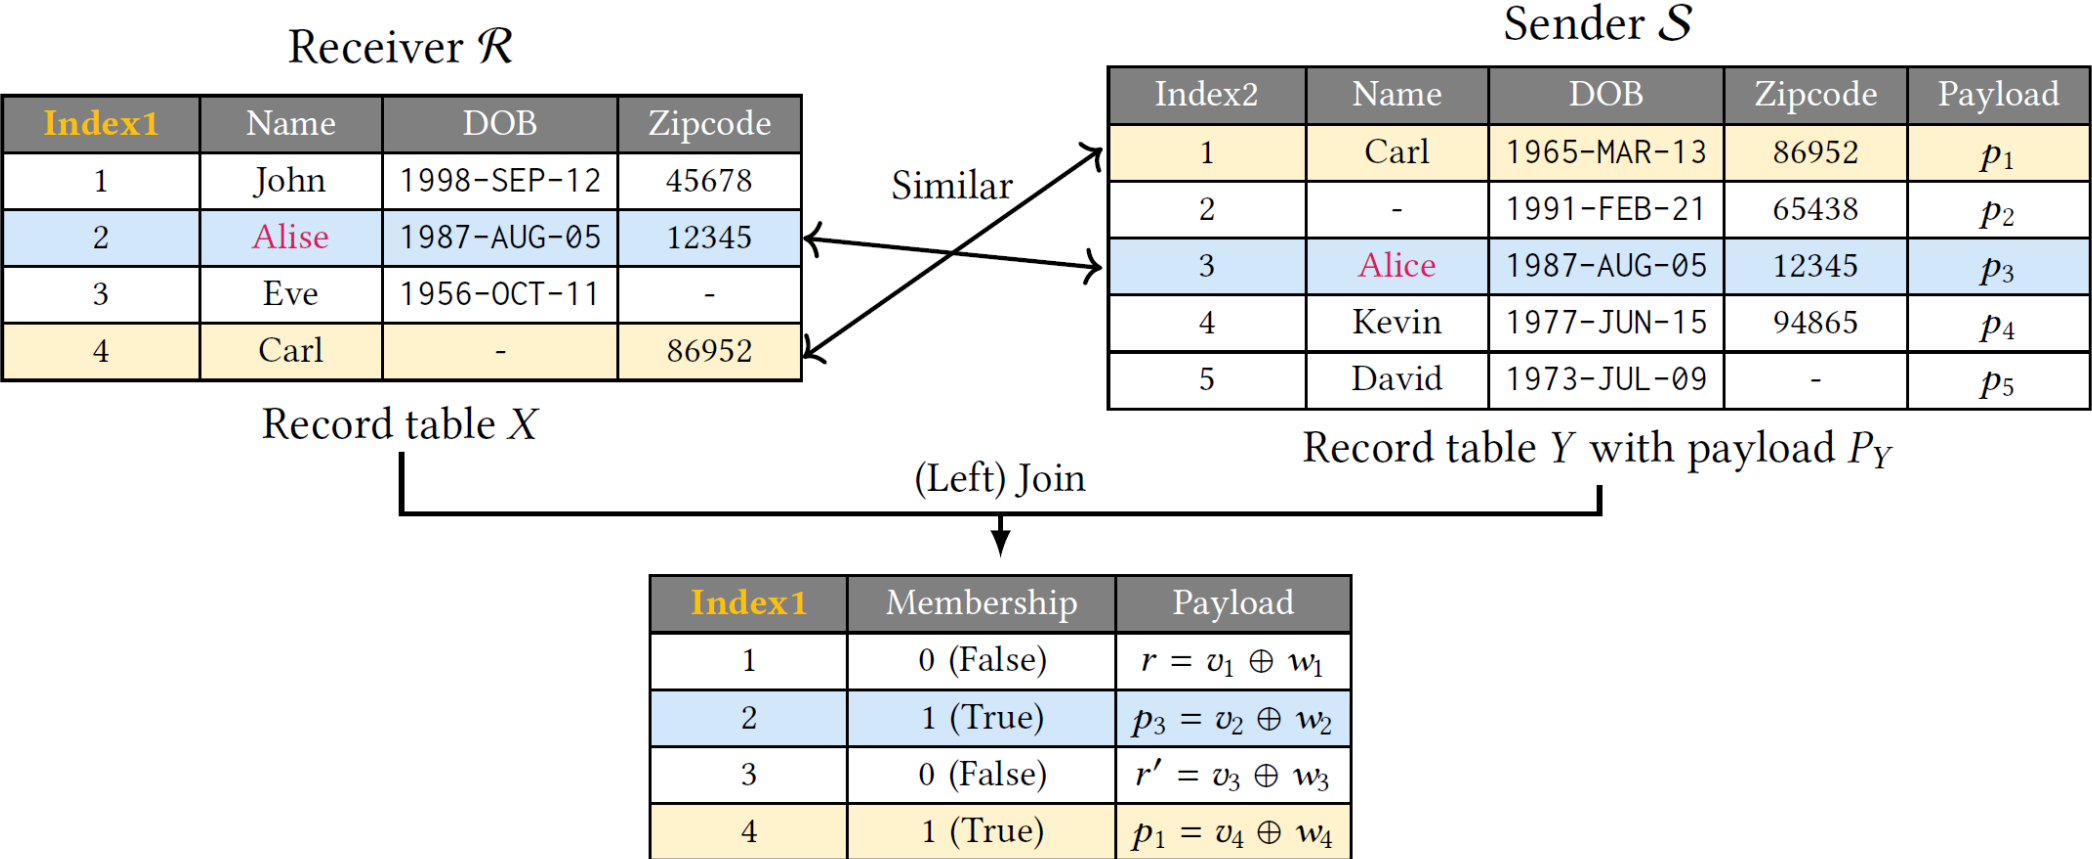 Receiver 𝓡
Index1 Name DOB Zipcode
1 John 1998-SEP-12 45678
2 Alise 1987-AUG-05 12345
3 Eve 1956-OCT-11 -
4 Carl - 86952
Record table X
Similar
Sender 𝓢
Index2 Name DOB Zipcode Payload
1 Carl 1965-MAR-13 86952 p₁
2 - 1991-FEB-21 65438 p₂
3 Alice 1987-AUG-05 12345 p₃
4 Kevin 1977-JUN-15 94865 p₄
5 David 1973-JUL-09 - p₅
Record table Y with payload P_Y
(Left) Join
Index1 Membership Payload
1 0 (False) r = v₁ ⊕ w₁
2 1 (True) p₃ = v₂ ⊕ w₂
3 0 (False) r′ = v₃ ⊕ w₃
4 1 (True) p₁ = v₄ ⊕ w₄